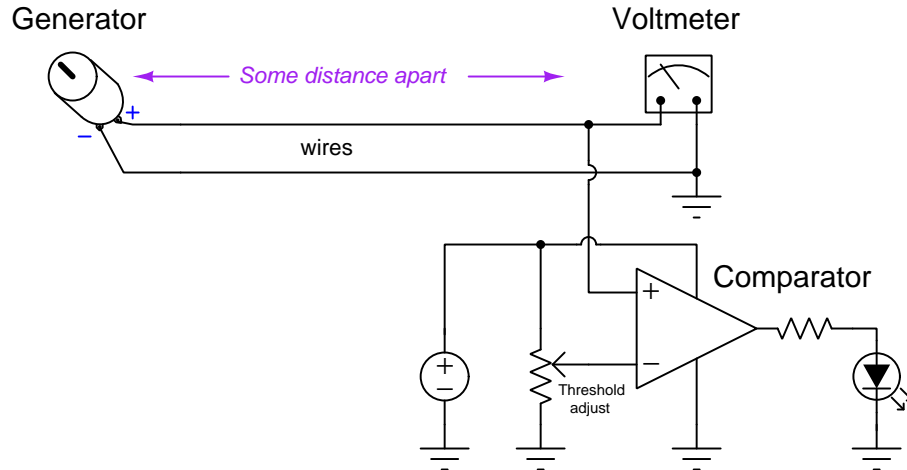 Generator
Voltmeter
Some distance apart
+
−
wires
Comparator
+
+
−
−
Threshold
adjust